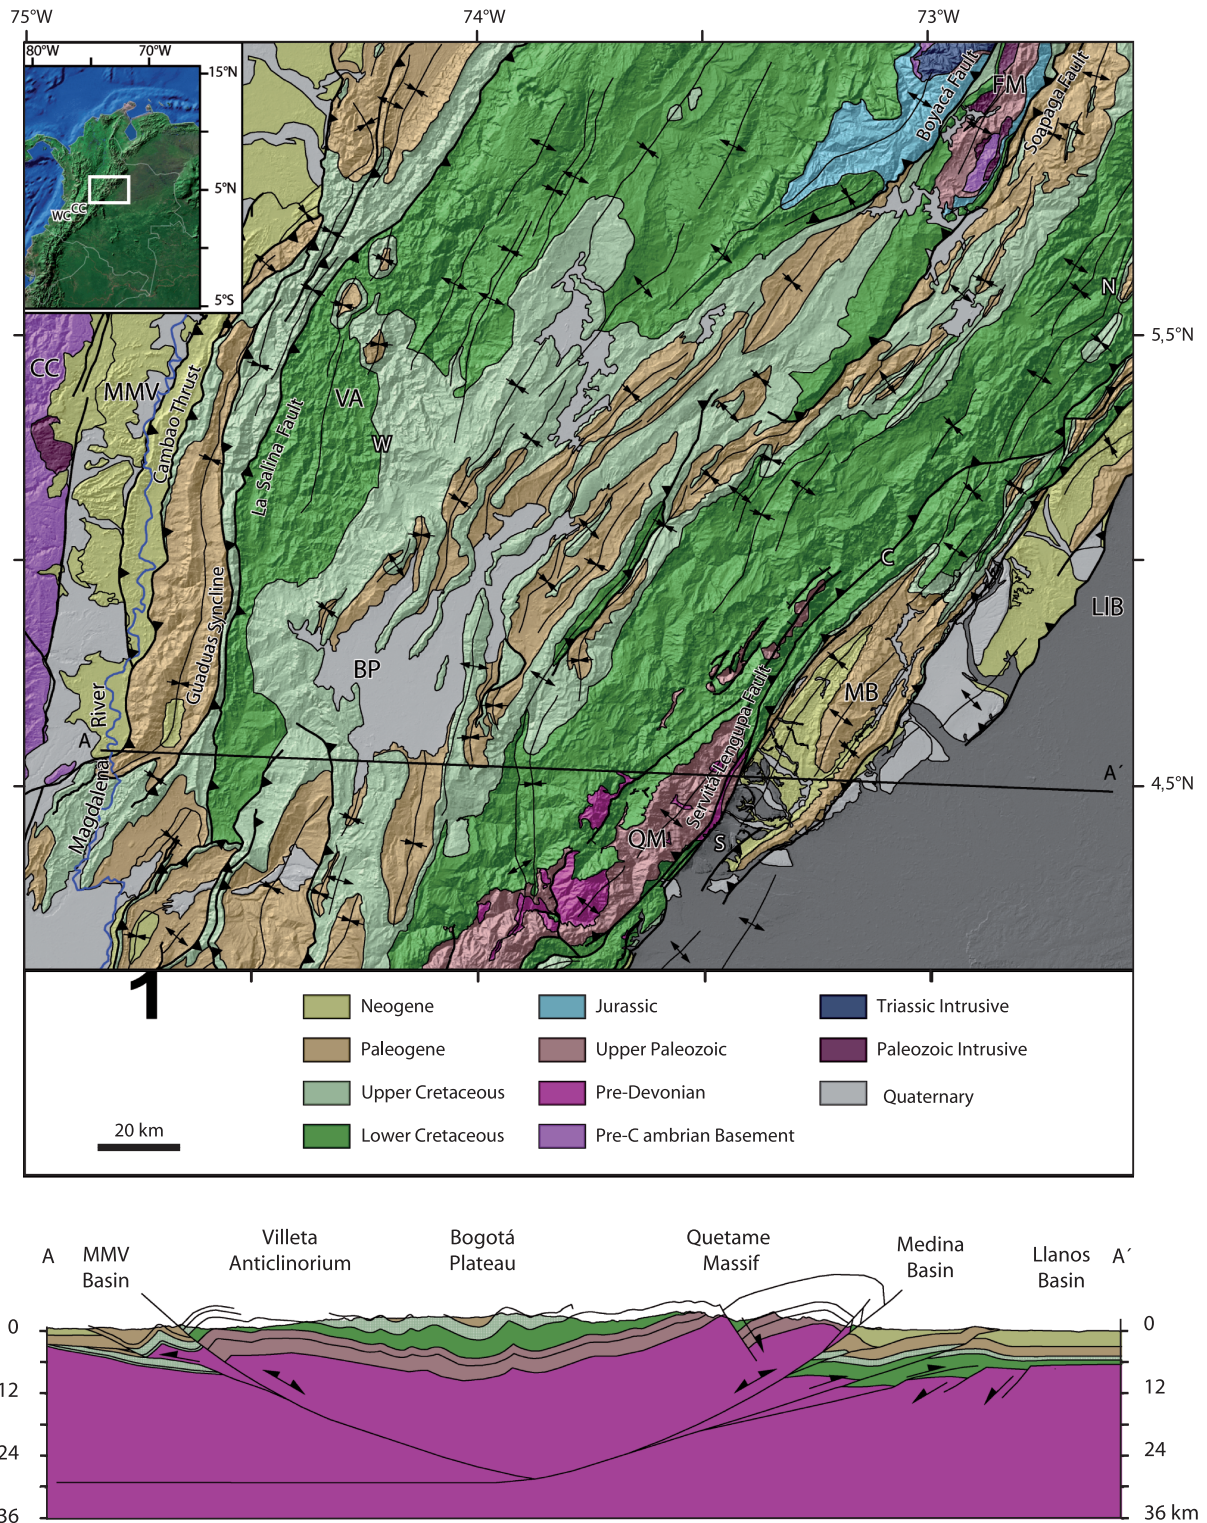 75°W
74°W
73°W
80°W
70°W
15°N
5°N
5°S
WC
CC
Boyacá Fault
FM
Soapaga Fault
N
5,5°N
CC
MMV
Cambao Thrust
VA
W
La Salina Fault
C
LIB
Guaduas Syncline
BP
MB
Servitá-Lengupa Fault
A
Magdalena River
A´
4,5°N
QM
S
1
Neogene
Paleogene
Upper Cretaceous
Lower Cretaceous
Jurassic
Upper Paleozoic
Pre-Devonian
Pre-C ambrian Basement
Triassic Intrusive
Paleozoic Intrusive
Quaternary
20 km
A
MMV
Basin
Villeta
Anticlinorium
Bogotá
Plateau
Quetame
Massif
Medina
Basin
Llanos
Basin
A´
0
12
24
36
0
12
24
36 km